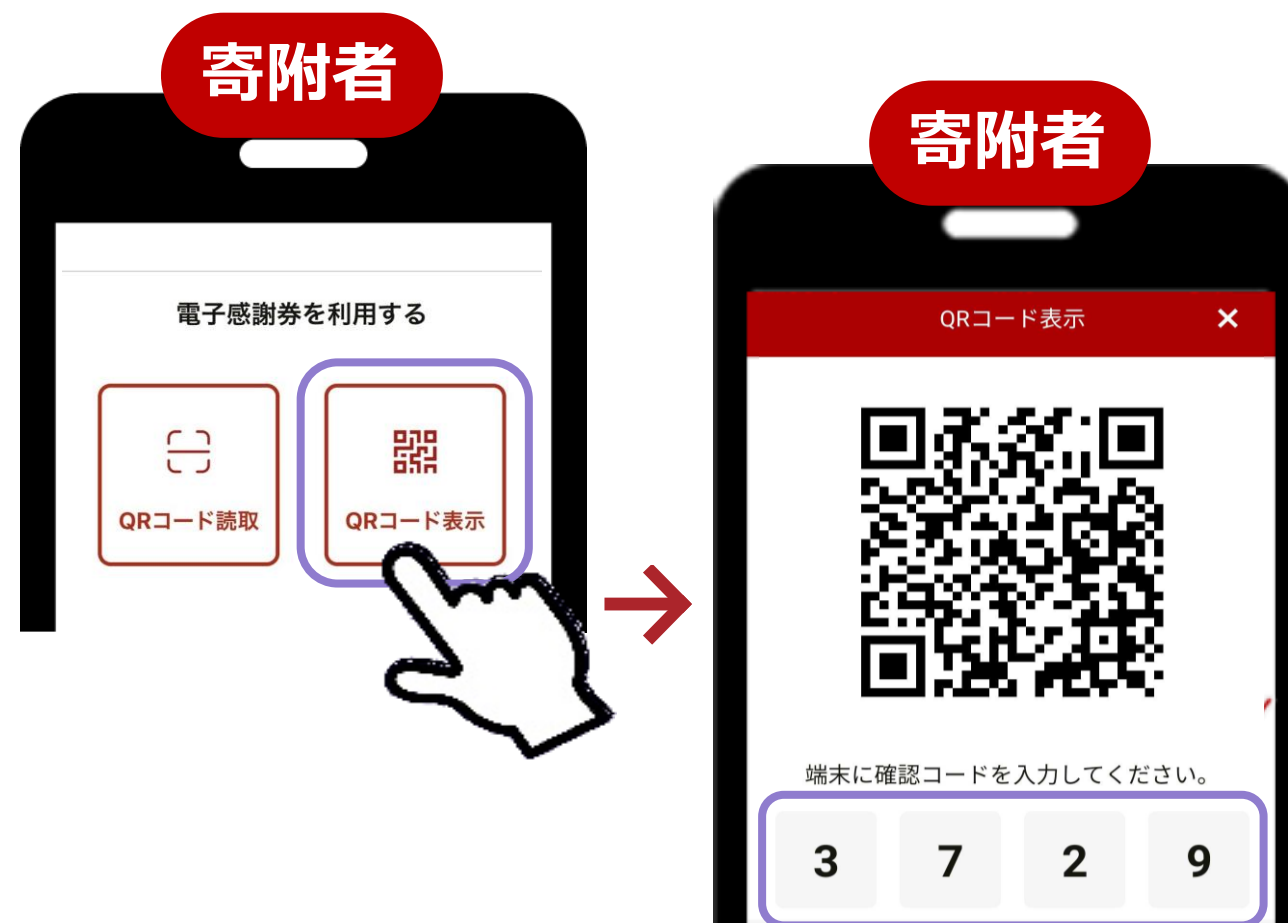 寄附者
電子感謝券を利用する
QRコード読取
QRコード表示
寄附者
QRコード表示
端末に確認コードを入力してください。
3 7 2 9